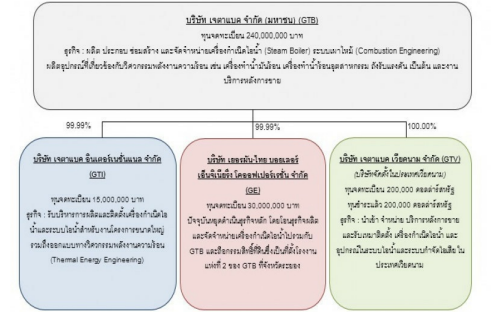 บริษัท เจตาแบค จำกัด (มหาชน) (GTB)
ทุนจดทะเบียน 240,000,000 บาท
ธุรกิจ : ผลิต ประกอบ ซ่อมสร้าง และจัดจำหน่ายเครื่องกำเนิดไอน้ำ (Steam Boiler) ระบบเผาไหม้ (Combustion Engineering)
ผลิตอุปกรณ์ที่เกี่ยวข้องกับวิศวกรรมพลังงานความร้อน เช่น เครื่องทำน้ำมันร้อน เครื่องทำน้ำร้อนอุตสาหกรรม ถังรับแรงดัน เป็นต้น และงาน
บริการหลังการขาย
99.99% 99.99% 100.00%
บริษัท เจตาแบค อินเตอร์เนชั่นแนล จำกัด
(GTI)
ทุนจดทะเบียน 15,000,000 บาท
ธุรกิจ : รับบริหารการผลิตและติดตั้งเครื่องกำเนิดไอ
น้ำและระบบไอน้ำสำหรับงานโครงการขนาดใหญ่
รวมถึงออกแบบทางวิศวกรรมพลังงานความร้อน
(Thermal Energy Engineering)
บริษัท เยอรมัน-ไทย บอยเลอร์
เอ็นจิเนียริ่ง โคออฟเปอร์เรชั่น จำกัด
(GE)
ทุนจดทะเบียน 30,000,000 บาท
ปัจจุบันหยุดดำเนินธุรกิจหลัก โดยโอนธุรกิจผลิต
และจัดจำหน่ายเครื่องกำเนิดไอน้ำไปรวมกับ
GTB และถือกรรมสิทธิ์ที่ดินซึ่งเป็นที่ตั้งโรงงาน
แห่งที่ 2 ของ GTB ที่จังหวัดระยอง
บริษัท เจตาแบค เวียดนาม จำกัด (GTV)
(บริษัทจัดตั้งในประเทศเวียดนาม)
ทุนจดทะเบียน 200,000 ดอลล่าร์สหรัฐ
ทุนชำระแล้ว 200,000 ดอลล่าร์สหรัฐ
ธุรกิจ : นำเข้า จำหน่าย บริการหลังการขาย
และรับเหมาติดตั้ง เครื่องกำเนิดไอน้ำ และ
อุปกรณ์ในระบบไอน้ำและระบบกำจัดไอเสีย ใน
ประเทศเวียดนาม